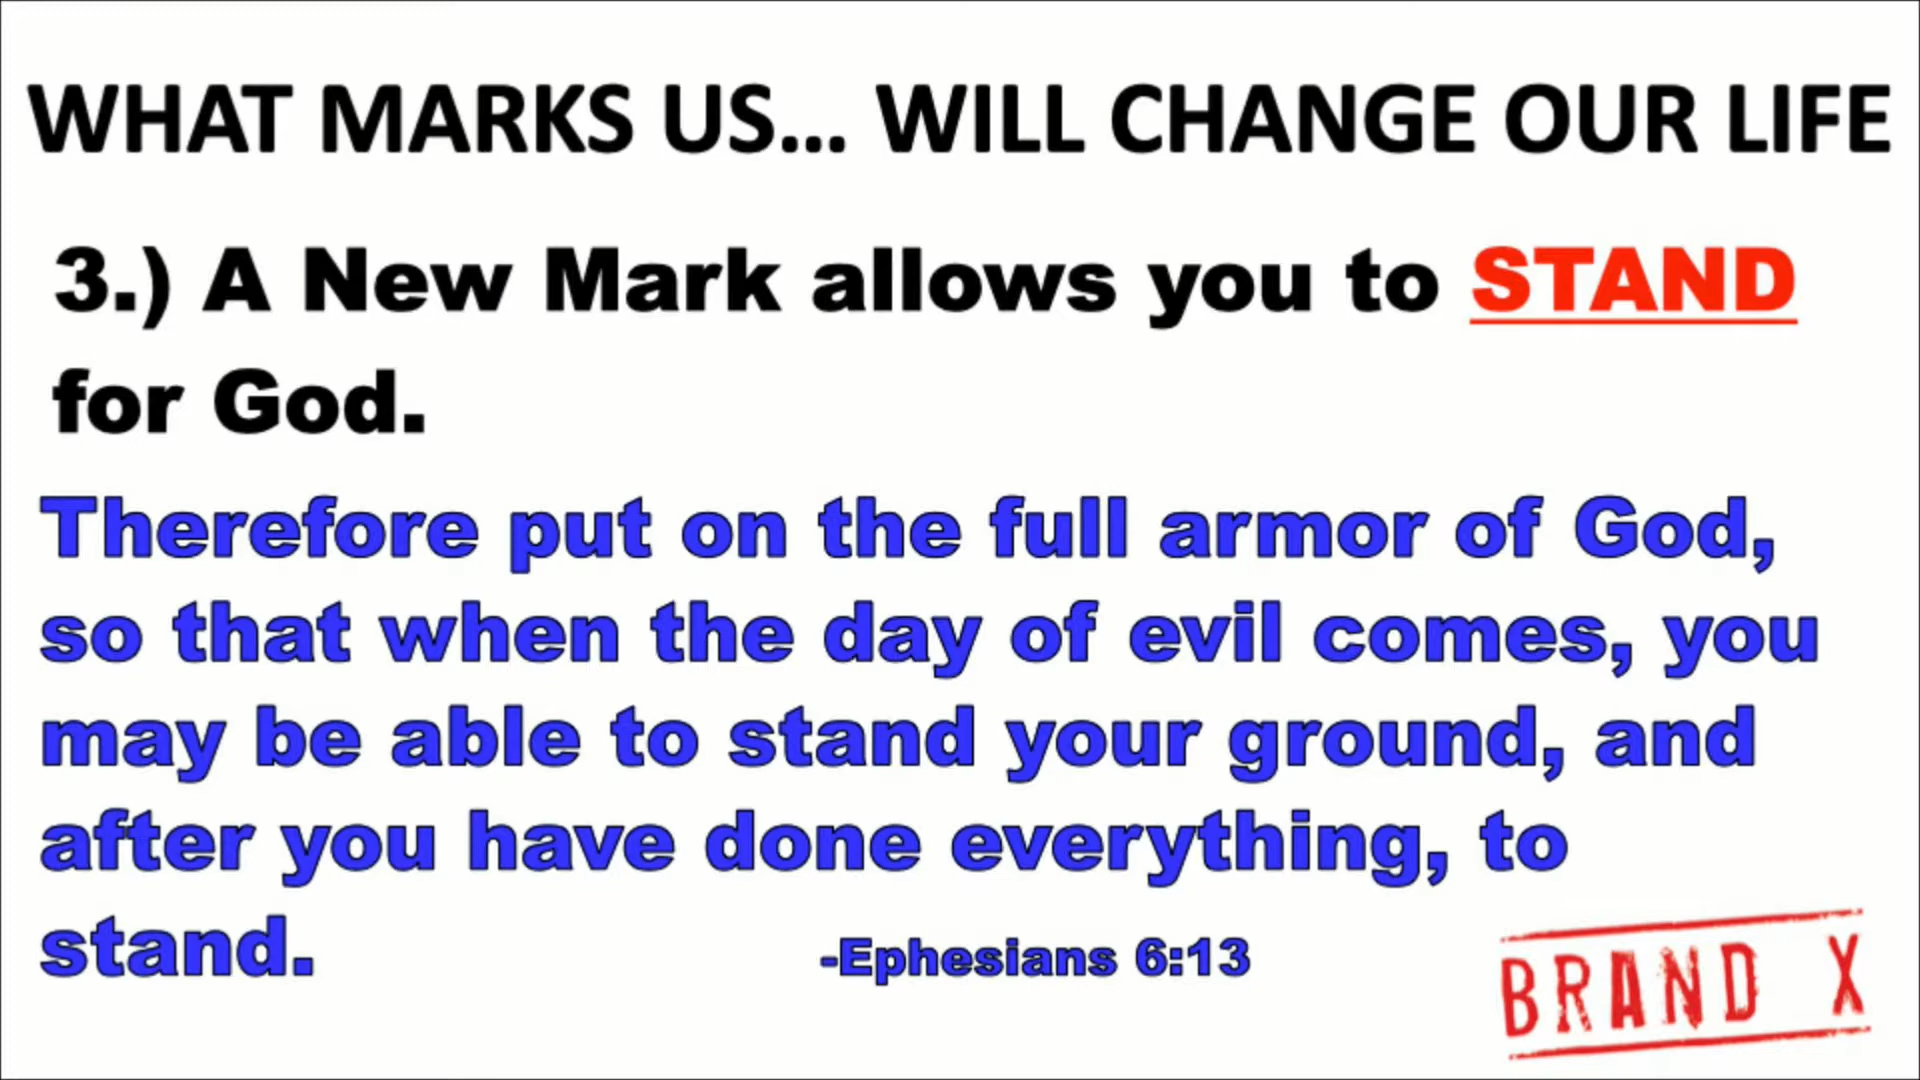 WHAT MARKS US... WILL CHANGE OUR LIFE
3.) A New Mark allows you to STAND
for God.
Therefore put on the full armor of God,
so that when the day of evil comes, you
may be able to stand your ground, and
after you have done everything, to
stand.
-Ephesians 6:13
BRAND X